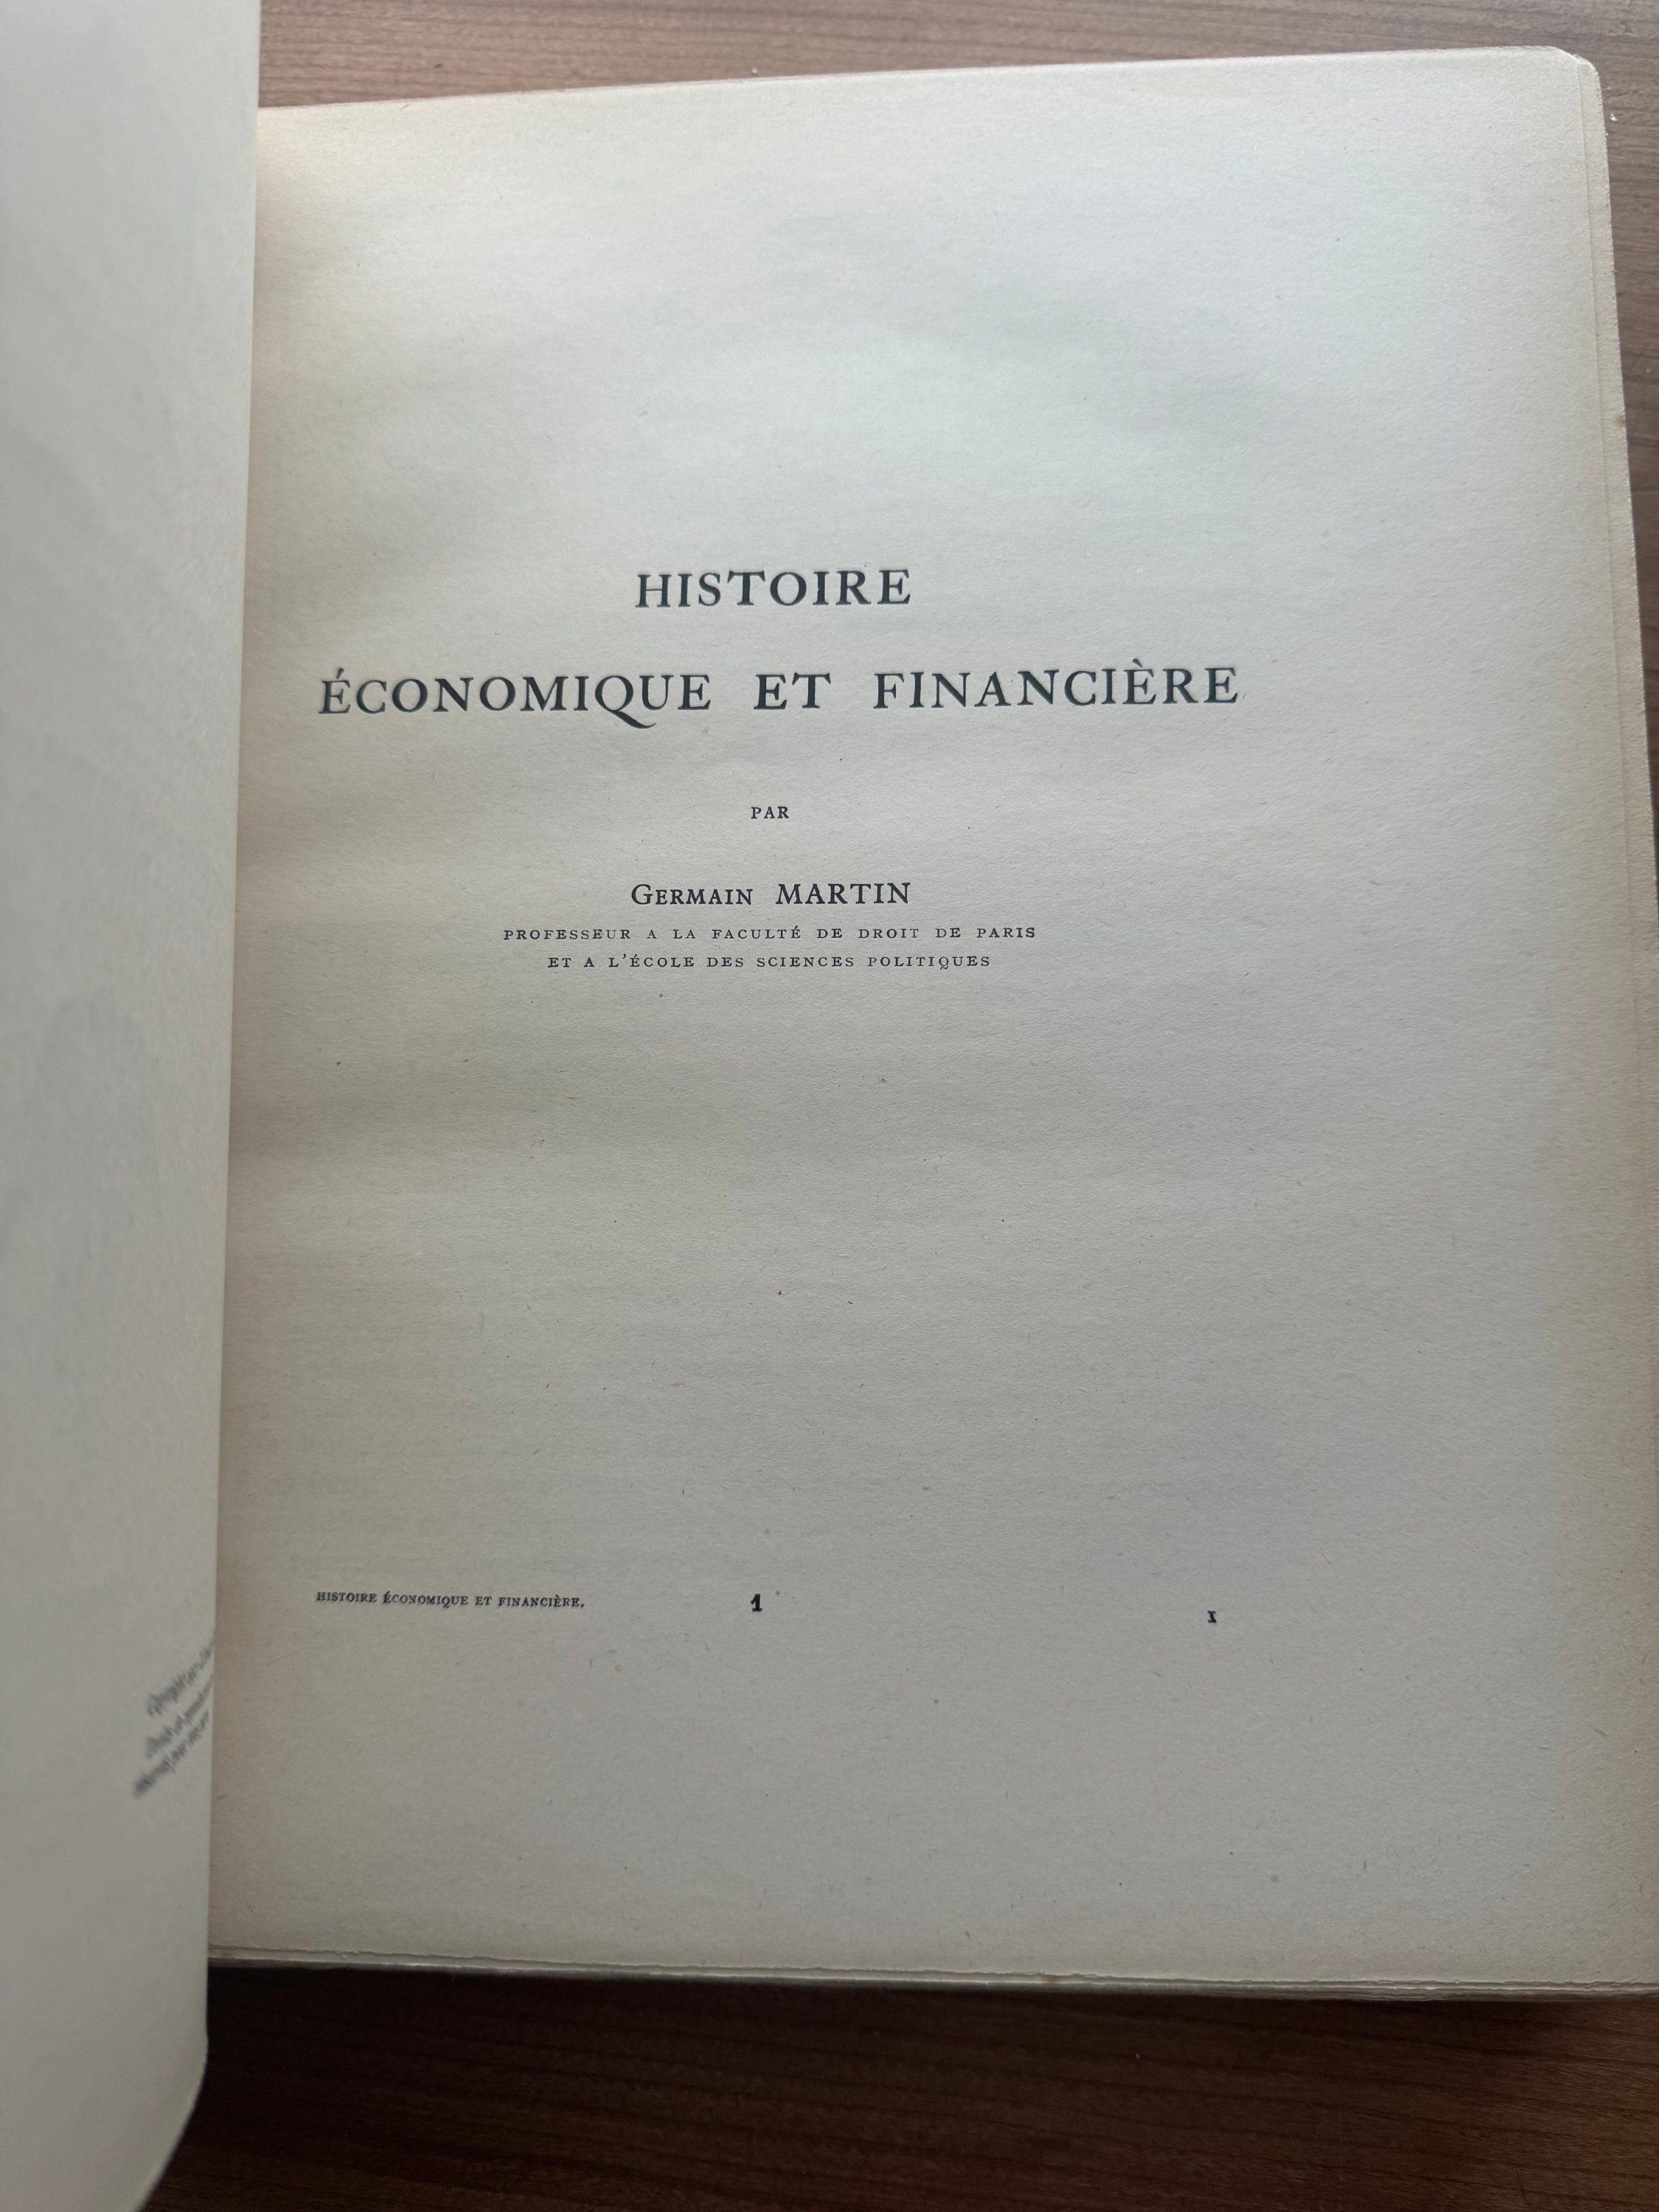 HISTOIRE
ÉCONOMIQUE ET FINANCIÈRE
PAR
GERMAIN MARTIN
PROFESSEUR A LA FACULTÉ DE DROIT DE PARIS
ET A L'ÉCOLE DES SCIENCES POLITIQUES
HISTOIRE ÉCONOMIQUE ET FINANCIÈRE. 1 1